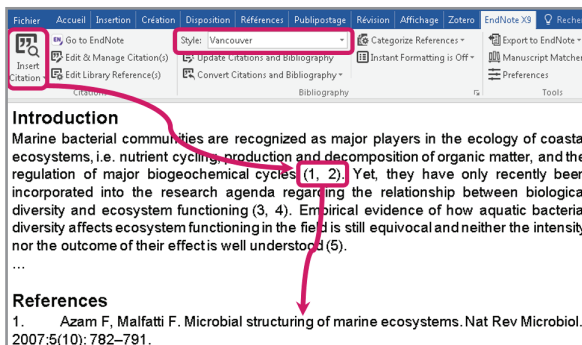 Fichier Accueil Insertion Création Disposition Références Publipostage Révision Affichage Zotero EndNote X9 Reche
Insert Citation
Go to EndNote
Edit & Manage Citation(s)
Edit Library Reference(s)
Citations
Style: Vancouver
Update Citations and Bibliography
Convert Citations and Bibliography
Categorize References
Instant Formatting is Off
Bibliography
Export to EndNote
Manuscript Matcher
Preferences
Tools
Introduction
Marine bacterial communities are recognized as major players in the ecology of coasta
ecosystems, i.e. nutrient cycling, production and decomposition of organic matter, and the
regulation of major biogeochemical cycles (1, 2). Yet, they have only recently been
incorporated into the research agenda regarding the relationship between biologica
diversity and ecosystem functioning (3, 4). Empirical evidence of how aquatic bacteria
diversity affects ecosystem functioning in the field is still equivocal and neither the intensity
nor the outcome of their effect is well understood (5).
...
References
1. Azam F, Malfatti F. Microbial structuring of marine ecosystems. Nat Rev Microbiol.
2007;5(10):782–791.